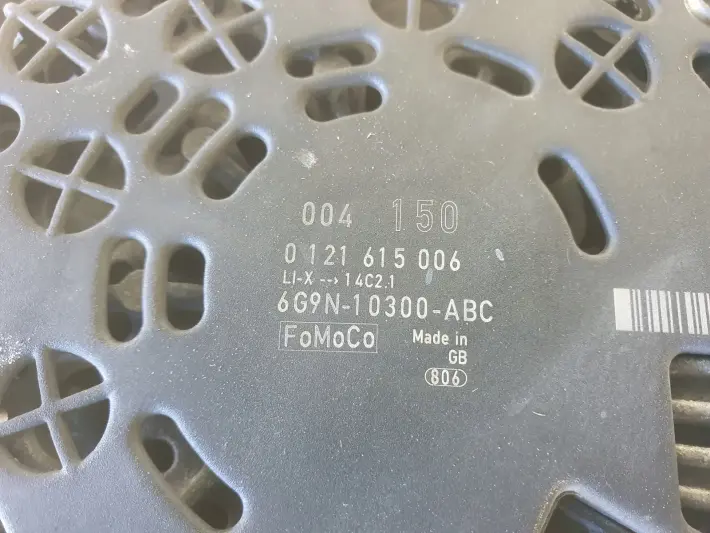 004 150
0 121 615 006
LI-X --> 14C2.1
6G9N-10300-ABC
FoMoCo Made in
GB
806